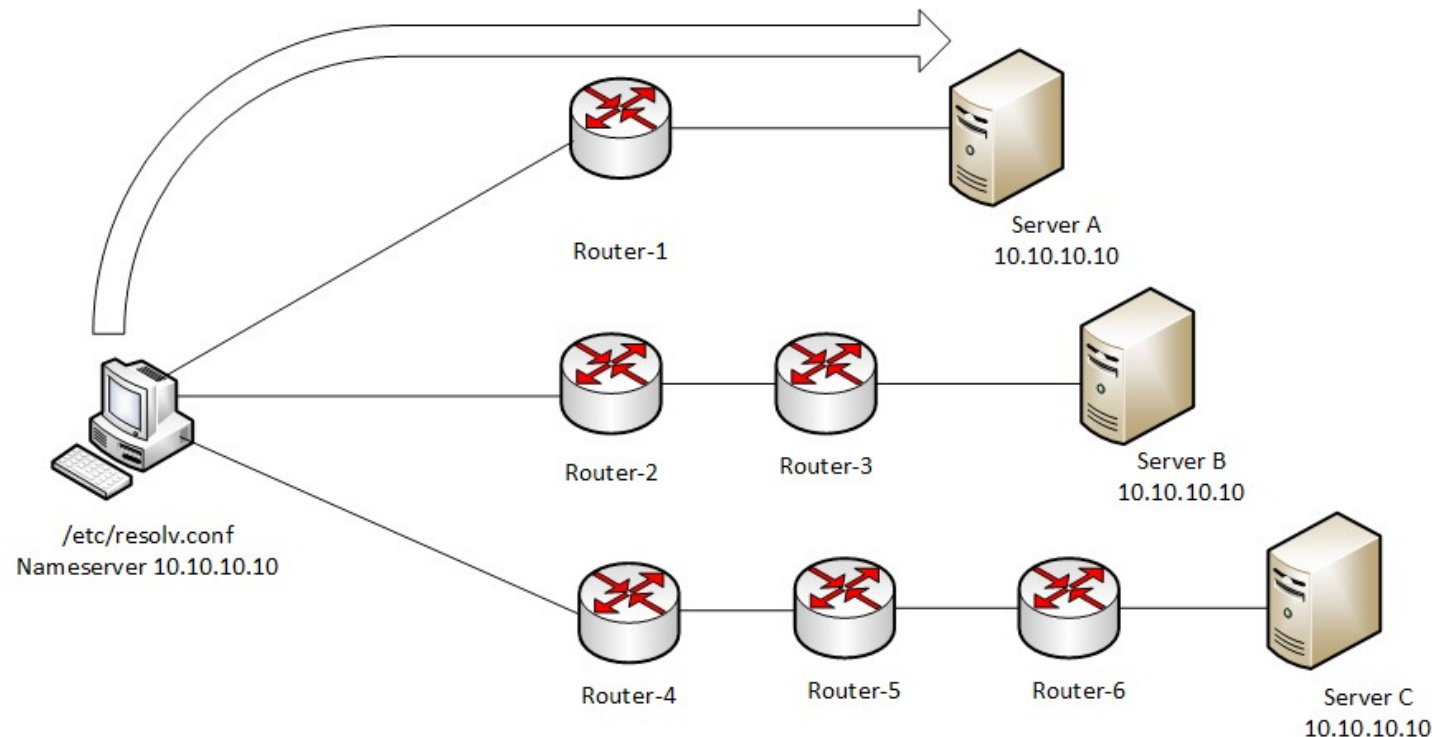 Server A
10.10.10.10
Router-1
Server B
10.10.10.10
Router-2
Router-3
/etc/resolv.conf
Nameserver 10.10.10.10
Router-4
Router-5
Router-6
Server C
10.10.10.10